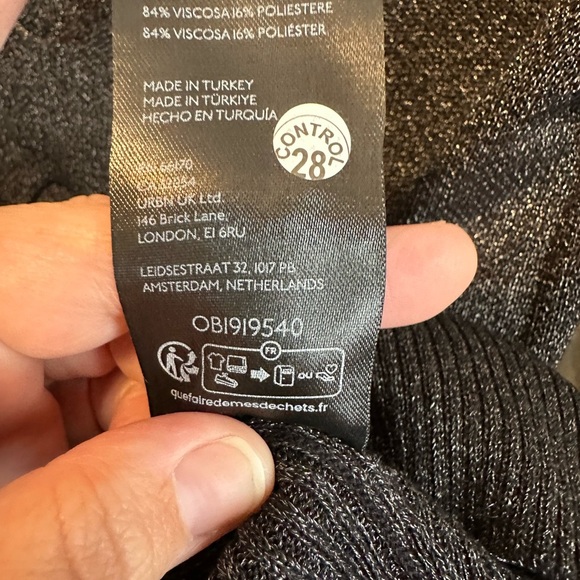 84% VISCOSA 16% POLIESTERE
84% VISCOSA 16% POLIÉSTER
MADE IN TURKEY
MADE IN TÜRKIYE
HECHO EN TURQUÍA
CONTROL
28
URBN UK Ltd.
146 Brick Lane,
LONDON, E1 6RU
LEIDSESTRAAT 32, 1017 PB
AMSTERDAM, NETHERLANDS
OB1919540
FR
OU
quefairedemesdechets.fr